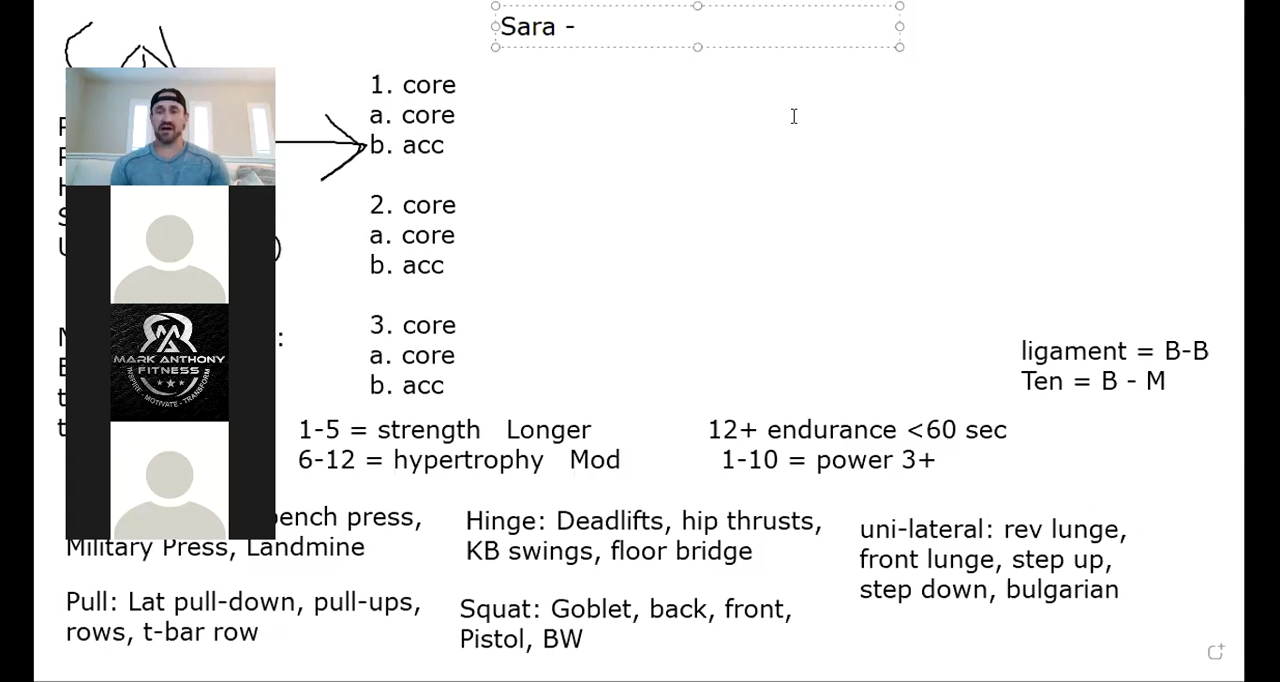 Sara -
1. core
a. core
b. acc
2. core
a. core
b. acc
3. core
a. core
b. acc
MARK ANTHONY
FITNESS
INSPIRE - MOTIVATE - TRANSFORM
ligament = B-B
Ten = B - M
1-5 = strength Longer
6-12 = hypertrophy Mod
12+ endurance <60 sec
1-10 = power 3+
bench press,
Military Press, Landmine
Pull: Lat pull-down, pull-ups,
rows, t-bar row
Hinge: Deadlifts, hip thrusts,
KB swings, floor bridge
Squat: Goblet, back, front,
Pistol, BW
uni-lateral: rev lunge,
front lunge, step up,
step down, bulgarian